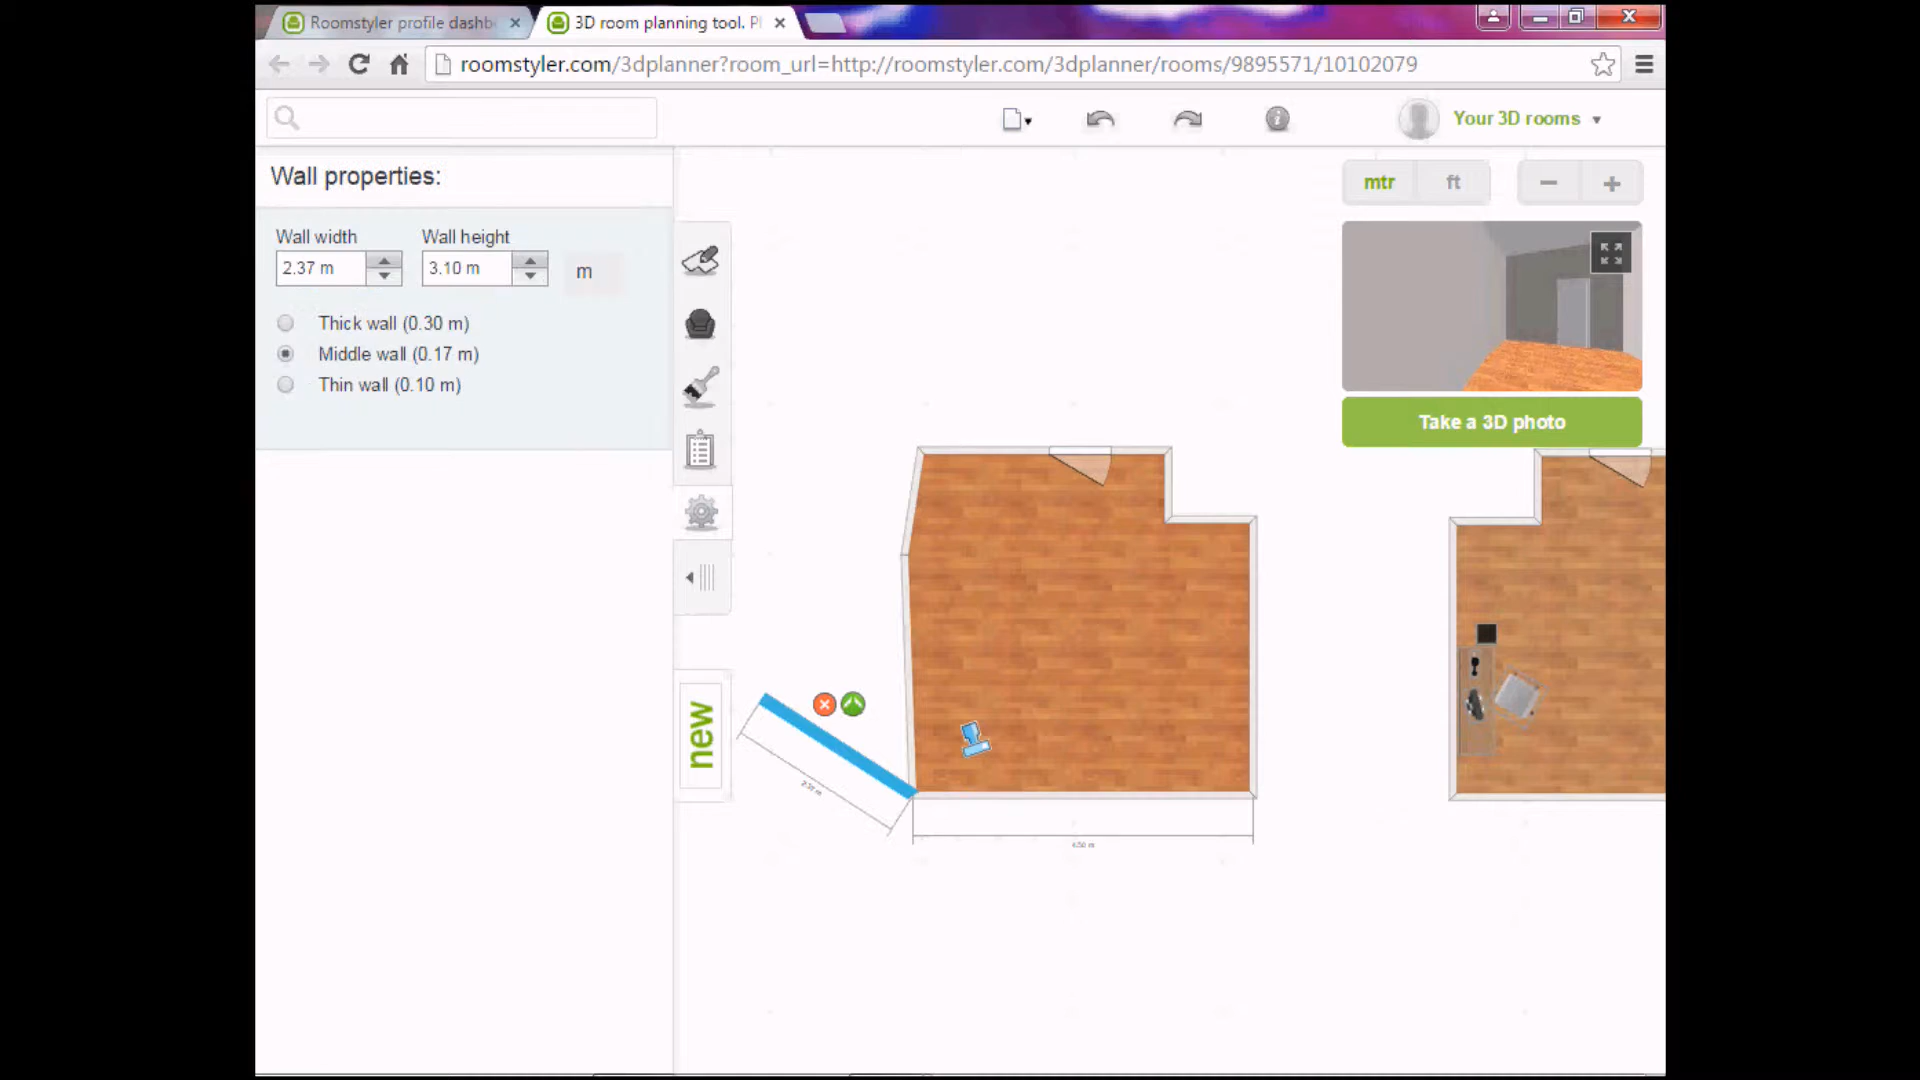 Roomstyler profile dashb
3D room planning tool. Pl
roomstyler.com/3dplanner?room_url=http://roomstyler.com/3dplanner/rooms/9895571/10102079
Your 3D rooms
Wall properties:
mtr
ft
Wall width
Wall height
2.37 m
3.10 m
m
Thick wall (0.30 m)
Middle wall (0.17 m)
Thin wall (0.10 m)
Take a 3D photo
new
2.37 m